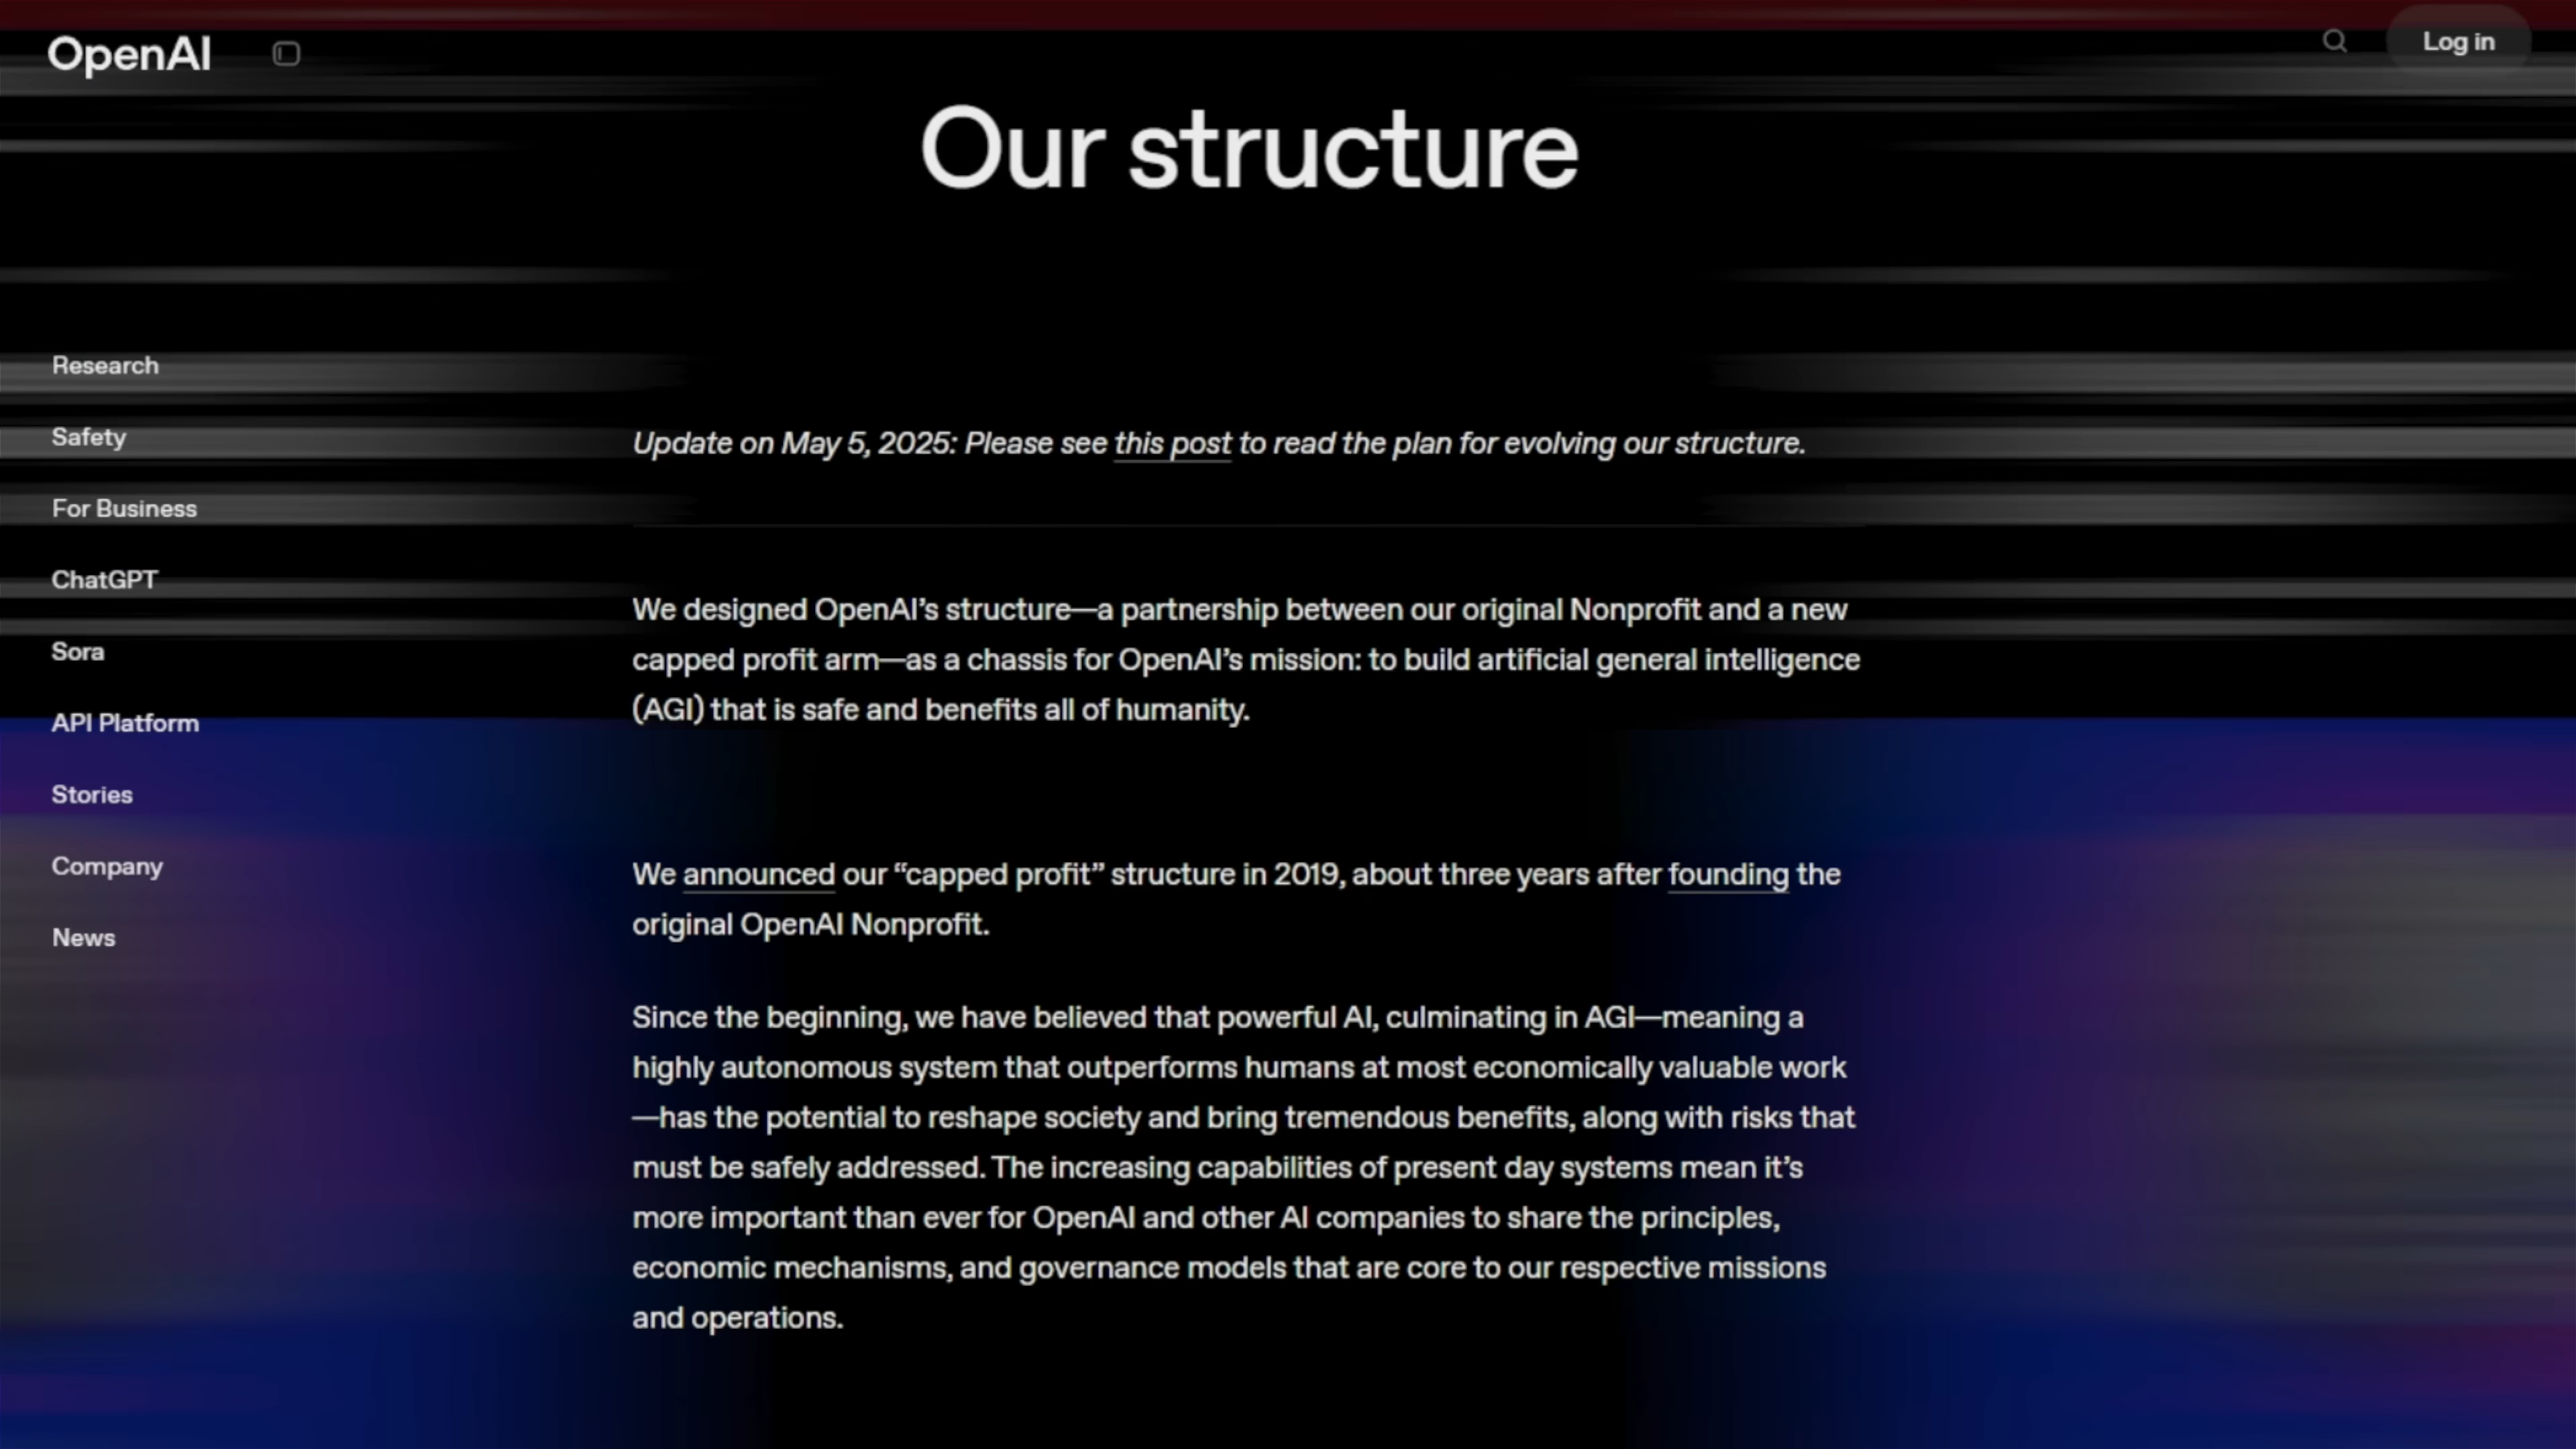 OpenAI
Log in
Our structure
Research
Safety
For Business
ChatGPT
Sora
API Platform
Stories
Company
News
Update on May 5, 2025: Please see this post to read the plan for evolving our structure.
We designed OpenAI’s structure—a partnership between our original Nonprofit and a new
capped profit arm—as a chassis for OpenAI’s mission: to build artificial general intelligence
(AGI) that is safe and benefits all of humanity.
We announced our “capped profit” structure in 2019, about three years after founding the
original OpenAI Nonprofit.
Since the beginning, we have believed that powerful AI, culminating in AGI—meaning a
highly autonomous system that outperforms humans at most economically valuable work
—has the potential to reshape society and bring tremendous benefits, along with risks that
must be safely addressed. The increasing capabilities of present day systems mean it’s
more important than ever for OpenAI and other AI companies to share the principles,
economic mechanisms, and governance models that are core to our respective missions
and operations.